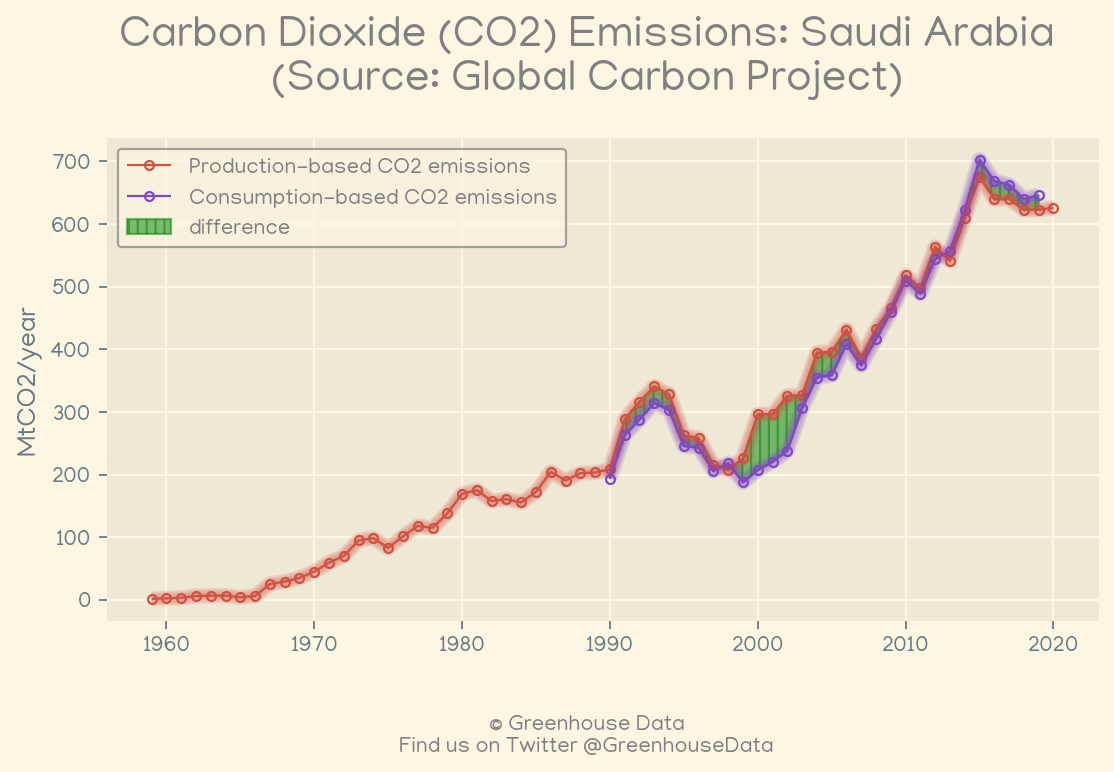 Carbon Dioxide (CO2) Emissions: Saudi Arabia
(Source: Global Carbon Project)
Production-based CO2 emissions
Consumption-based CO2 emissions
difference
MtCO2/year
700
600
500
400
300
200
100
0
1960 1970 1980 1990 2000 2010 2020
© Greenhouse Data
Find us on Twitter @GreenhouseData